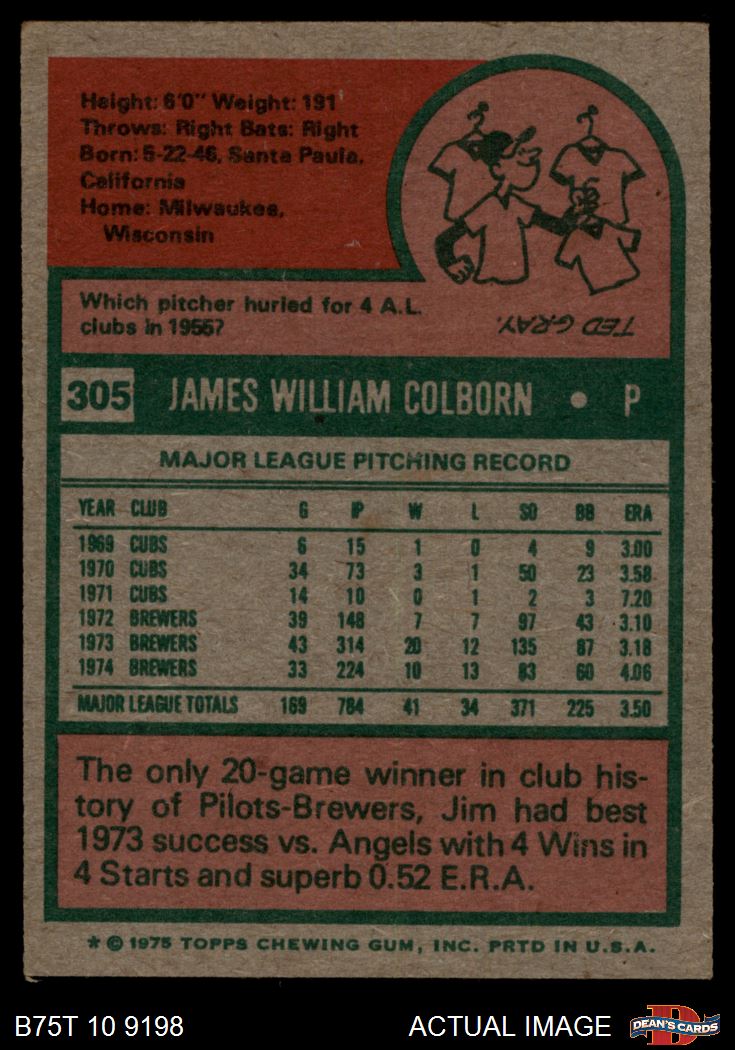 Height: 6'0" Weight: 191
Throws: Right Bats: Right
Born: 5-22-46, Santa Paula,
California
Home: Milwaukee,
Wisconsin
Which pitcher hurled for 4 A.L.
clubs in 1955?
TED GRAY.
305 JAMES WILLIAM COLBORN • P
MAJOR LEAGUE PITCHING RECORD
YEAR CLUB G IP W L SO BB ERA
1969 CUBS 6 15 1 0 4 9 3.00
1970 CUBS 34 73 3 1 50 23 3.58
1971 CUBS 14 10 0 1 2 3 7.20
1972 BREWERS 39 148 7 7 97 43 3.10
1973 BREWERS 43 314 20 12 135 87 3.18
1974 BREWERS 33 224 10 13 83 60 4.06
MAJOR LEAGUE TOTALS 169 784 41 34 371 225 3.50
The only 20-game winner in club his-
tory of Pilots-Brewers, Jim had best
1973 success vs. Angels with 4 Wins in
4 Starts and superb 0.52 E.R.A.
* © 1975 TOPPS CHEWING GUM, INC. PRTD IN U.S.A.
B75T 10 9198 ACTUAL IMAGE DEAN'S CARDS